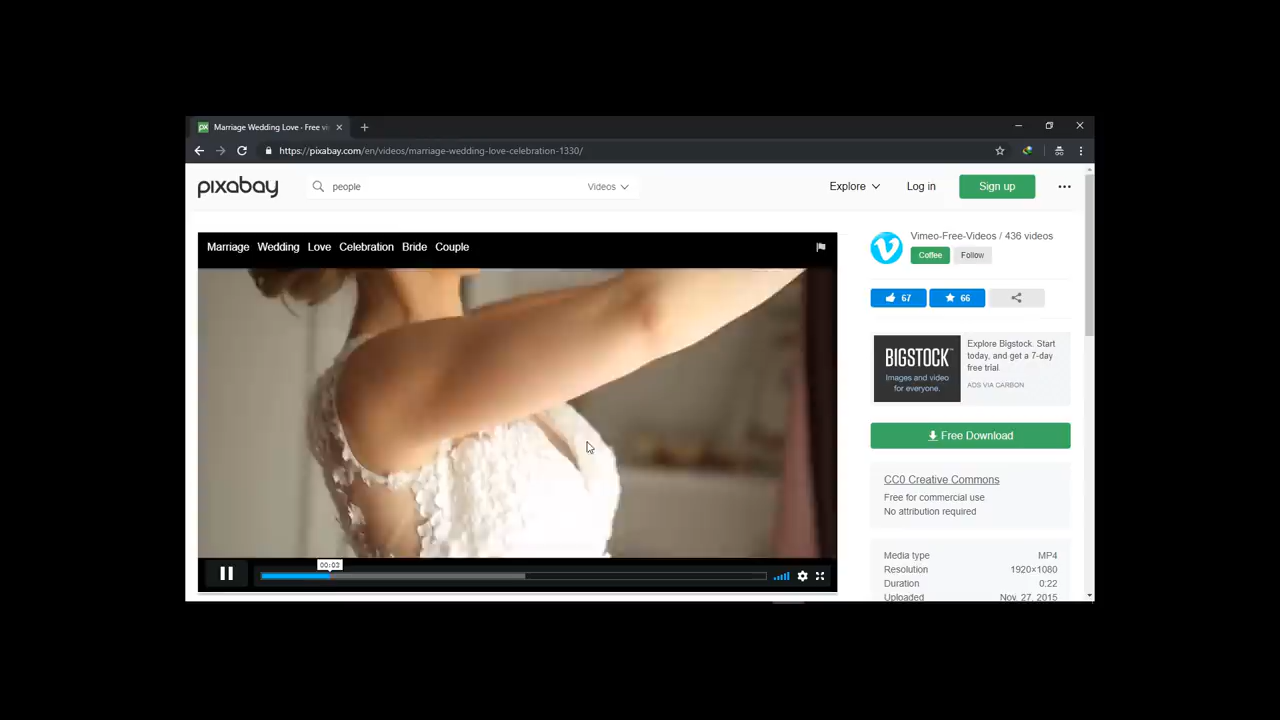 px Marriage Wedding Love - Free vi
https://pixabay.com/en/videos/marriage-wedding-love-celebration-1330/
pixabay people Videos Explore Log in Sign up
Marriage Wedding Love Celebration Bride Couple
Vimeo-Free-Videos / 436 videos
Coffee Follow
67 66
BIGSTOCK
Images and video
for everyone.
Explore Bigstock. Start
today, and get a 7-day
free trial.
ADS VIA CARBON
Free Download
CC0 Creative Commons
Free for commercial use
No attribution required
Media type MP4
Resolution 1920×1080
Duration 0:22
Uploaded Nov. 27, 2015
00:03